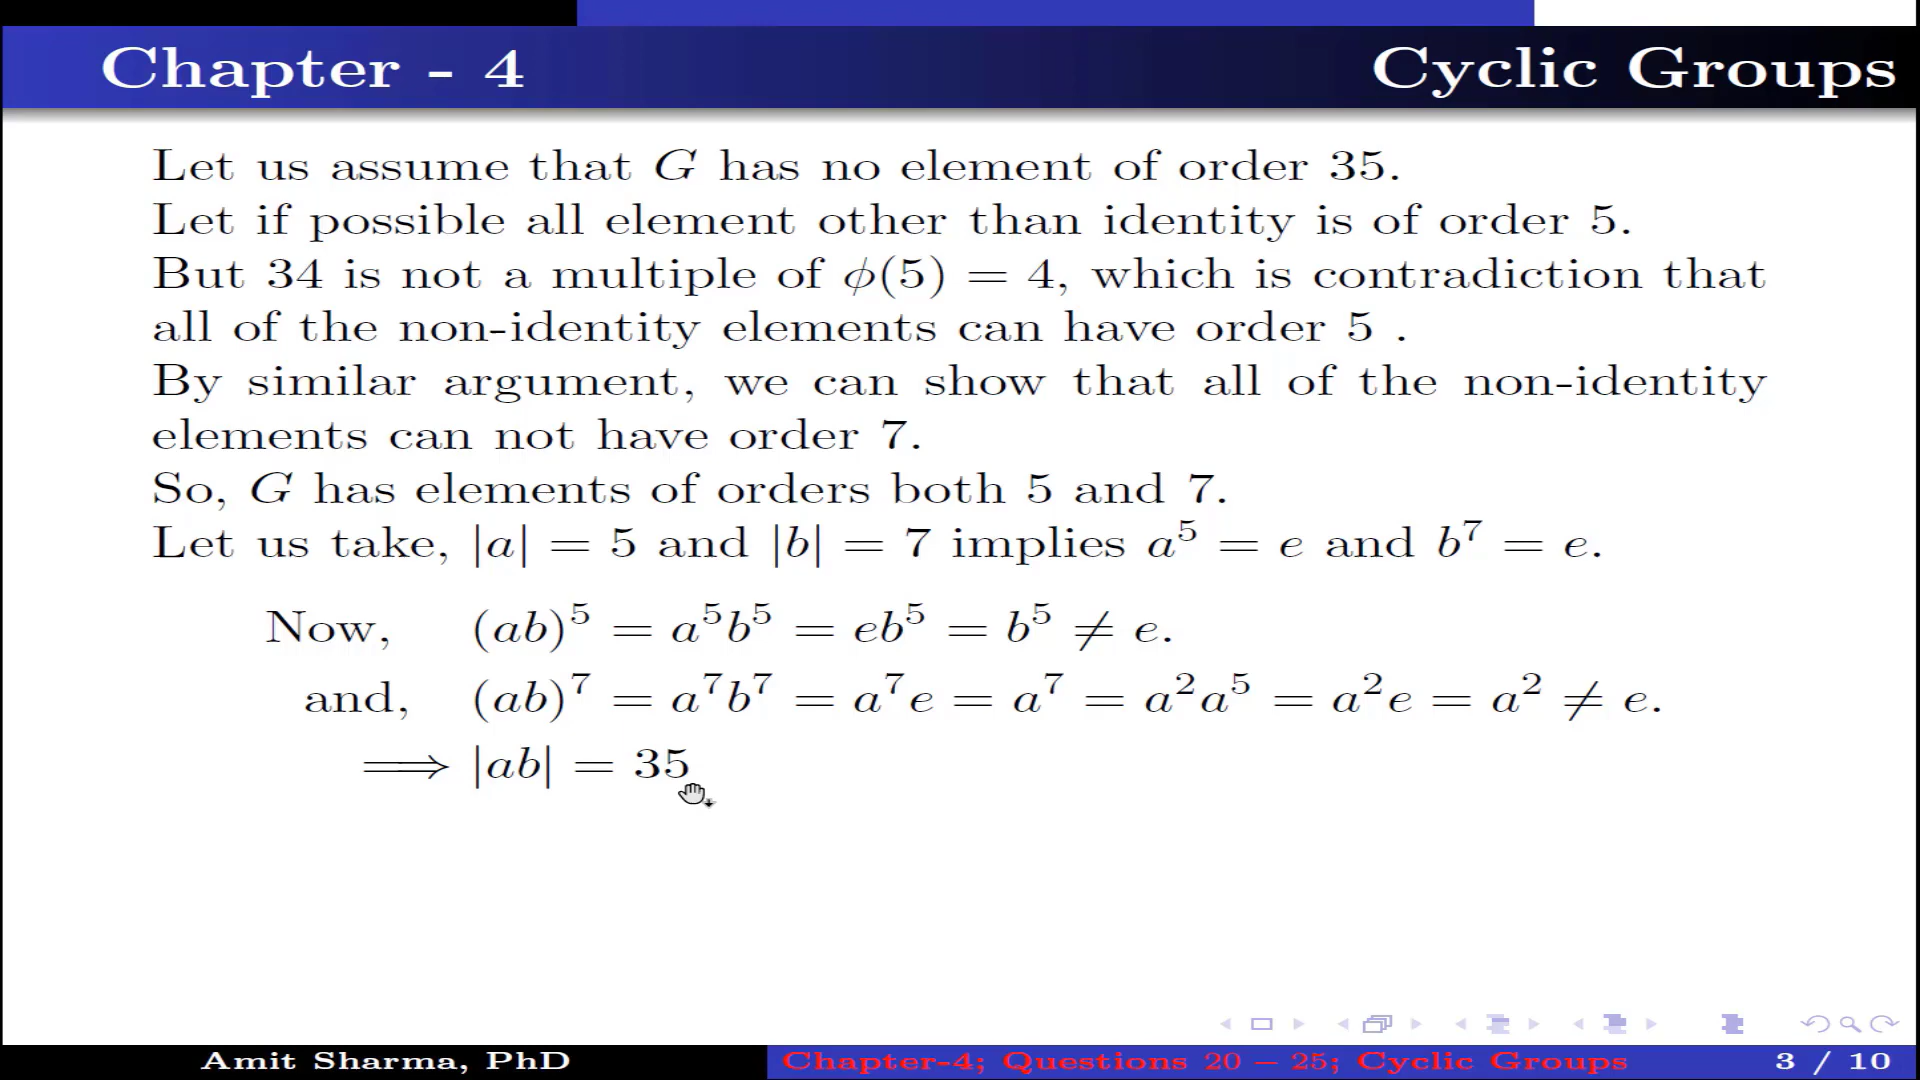 Chapter - 4 Cyclic Groups
Let us assume that G has no element of order 35.
Let if possible all element other than identity is of order 5.
But 34 is not a multiple of ϕ(5) = 4, which is contradiction that
all of the non-identity elements can have order 5 .
By similar argument, we can show that all of the non-identity
elements can not have order 7.
So, G has elements of orders both 5 and 7.
Let us take, |a| = 5 and |b| = 7 implies a⁵ = e and b⁷ = e.
Now, (ab)⁵ = a⁵b⁵ = eb⁵ = b⁵ ≠ e.
and, (ab)⁷ = a⁷b⁷ = a⁷e = a⁷ = a²a⁵ = a²e = a² ≠ e.
⟹ |ab| = 35
Amit Sharma, PhD Chapter-4; Questions 20 – 25; Cyclic Groups 3 / 10